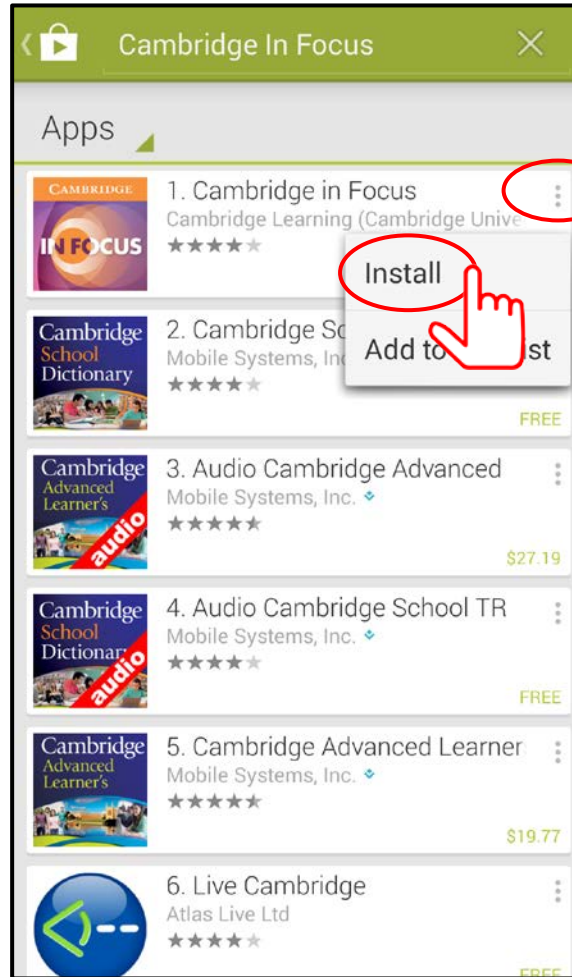 Cambridge In Focus
Apps
CAMBRIDGE
IN FOCUS
1. Cambridge in Focus
Cambridge Learning (Cambridge Unive
Install
Add to ist
Cambridge
School
Dictionary
2. Cambridge Sc
Mobile Systems, Inc
FREE
Cambridge
Advanced
Learner's
audio
3. Audio Cambridge Advanced
Mobile Systems, Inc.
$27.19
Cambridge
School
Dictionary
audio
4. Audio Cambridge School TR
Mobile Systems, Inc.
FREE
Cambridge
Advanced
Learner's
5. Cambridge Advanced Learner
Mobile Systems, Inc.
$19.77
6. Live Cambridge
Atlas Live Ltd
FREE